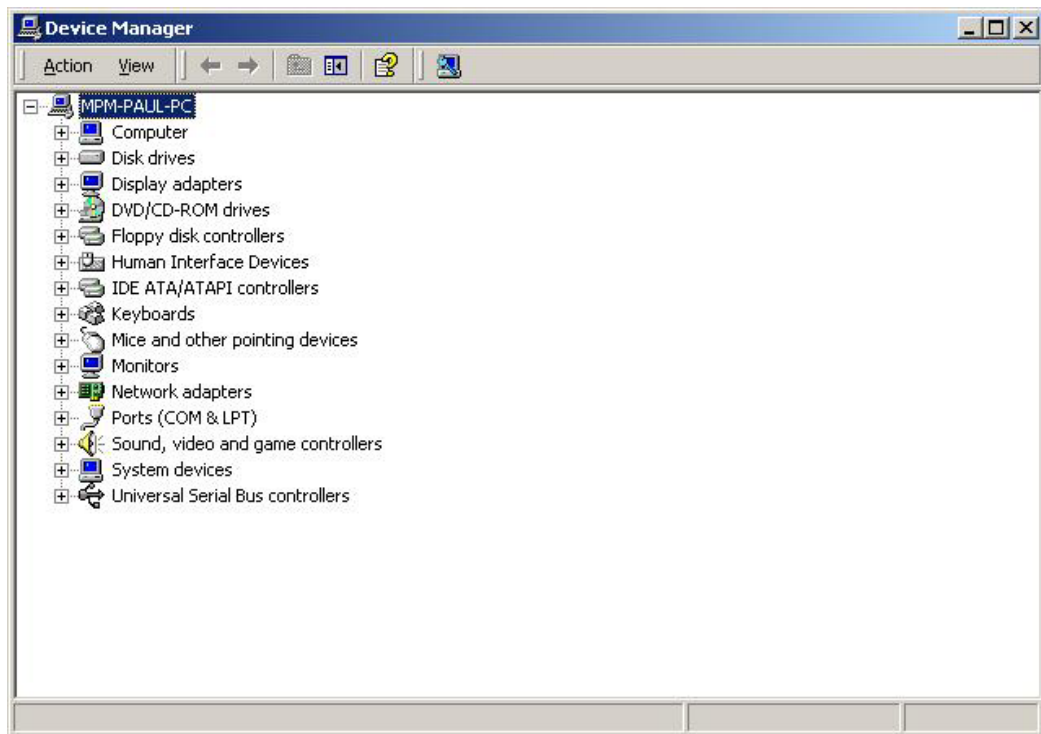 Device Manager
Action View
MPM-PAUL-PC
Computer
Disk drives
Display adapters
DVD/CD-ROM drives
Floppy disk controllers
Human Interface Devices
IDE ATA/ATAPI controllers
Keyboards
Mice and other pointing devices
Monitors
Network adapters
Ports (COM & LPT)
Sound, video and game controllers
System devices
Universal Serial Bus controllers